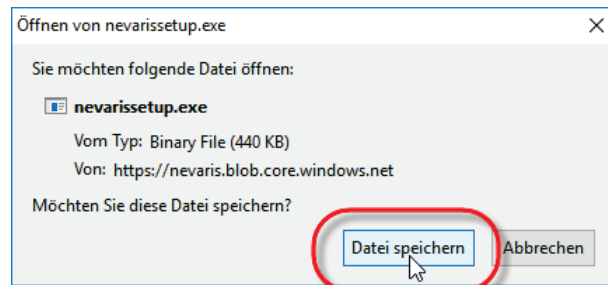 Öffnen von nevarissetup.exe
Sie möchten folgende Datei öffnen:
nevarissetup.exe
Vom Typ: Binary File (440 KB)
Von: https://nevaris.blob.core.windows.net
Möchten Sie diese Datei speichern?
Datei speichern Abbrechen